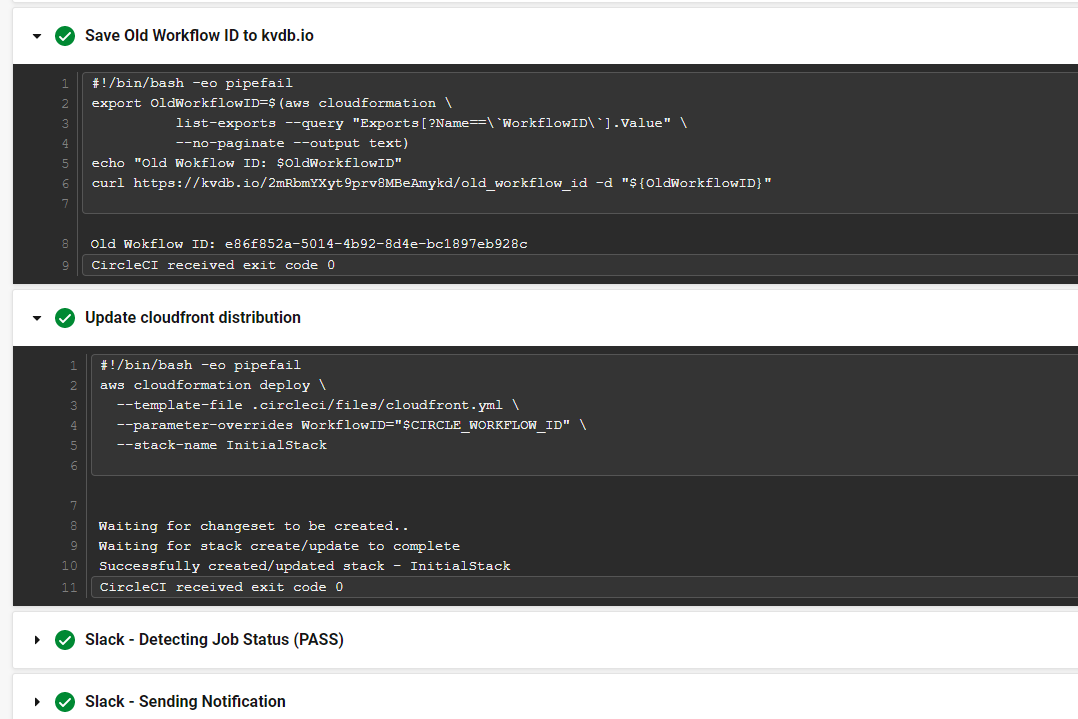 Save Old Workflow ID to kvdb.io
1 #!/bin/bash -eo pipefail
2 export OldWorkflowID=$(aws cloudformation \
3 list-exports --query "Exports[?Name==\`WorkflowID\`].Value" \
4 --no-paginate --output text)
5 echo "Old Wokflow ID: $OldWorkflowID"
6 curl https://kvdb.io/2mRbmYXyt9prv8MBeAmykd/old_workflow_id -d "${OldWorkflowID}"
7
8 Old Wokflow ID: e86f852a-5014-4b92-8d4e-bc1897eb928c
9 CircleCI received exit code 0
Update cloudfront distribution
1 #!/bin/bash -eo pipefail
2 aws cloudformation deploy \
3 --template-file .circleci/files/cloudfront.yml \
4 --parameter-overrides WorkflowID="$CIRCLE_WORKFLOW_ID" \
5 --stack-name InitialStack
6
7
8 Waiting for changeset to be created..
9 Waiting for stack create/update to complete
10 Successfully created/updated stack - InitialStack
11 CircleCI received exit code 0
Slack - Detecting Job Status (PASS)
Slack - Sending Notification